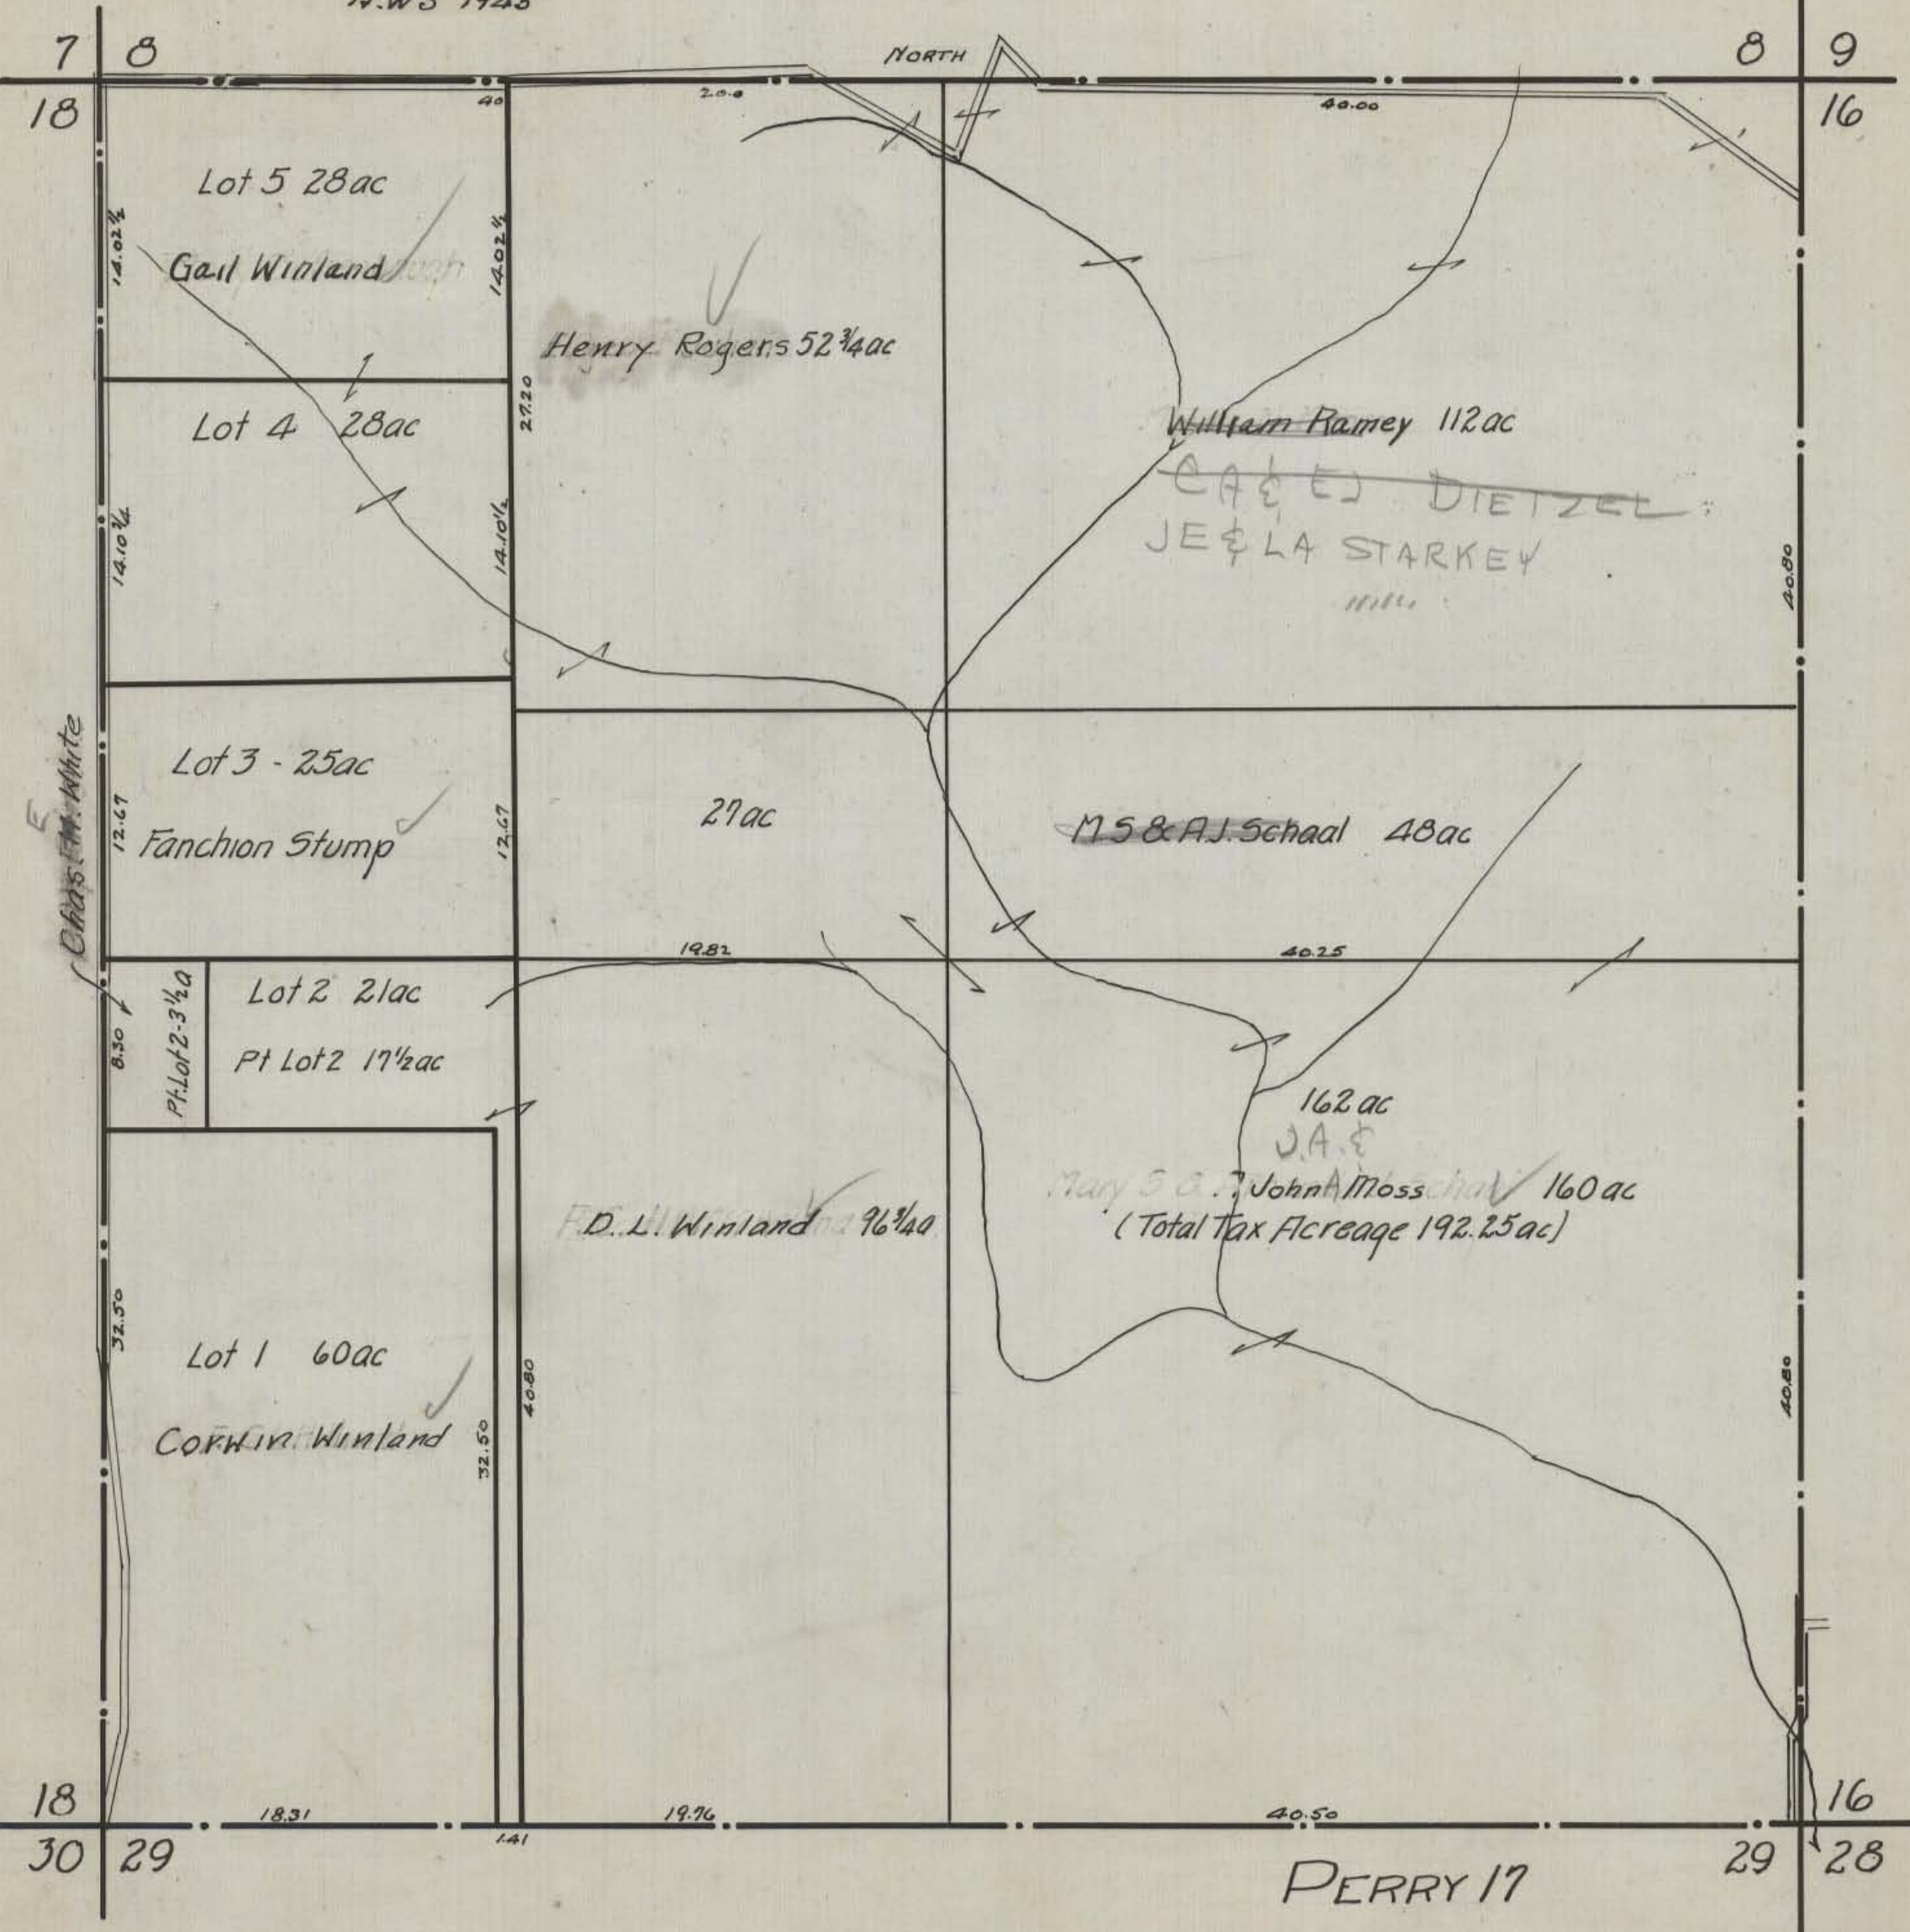 1948
7 8
NORTH
8 9
18
40
20.0
40.00
16
Lot 5 28ac
14.02½
14.02½
Gail Winland
Henry Rogers 52¾ac
27.20
Lot 4 28ac
William Ramey 112ac
CA & EJ DIETZEL
JE & LA STARKEY
14.10¾
14.10½
40.80
Lot 3 - 25ac
12.67
12.67
Fanchion Stump
27ac
MS & A.J. Schaal 48ac
E
Chas. M. White
19.82
40.25
Lot 2 21ac
Pt Lot 2 17½ac
Pt. Lot 2-3½a
8.30
162 ac
J.A. &
John A Moss 160ac
(Total Tax Acreage 192.25ac)
D. L. Winland 96¾a
32.50
Lot 1 60ac
40.80
40.80
Corwin Winland
32.50
18
18.31
1.41
19.76
40.50
16
30 29
29 28
PERRY 17